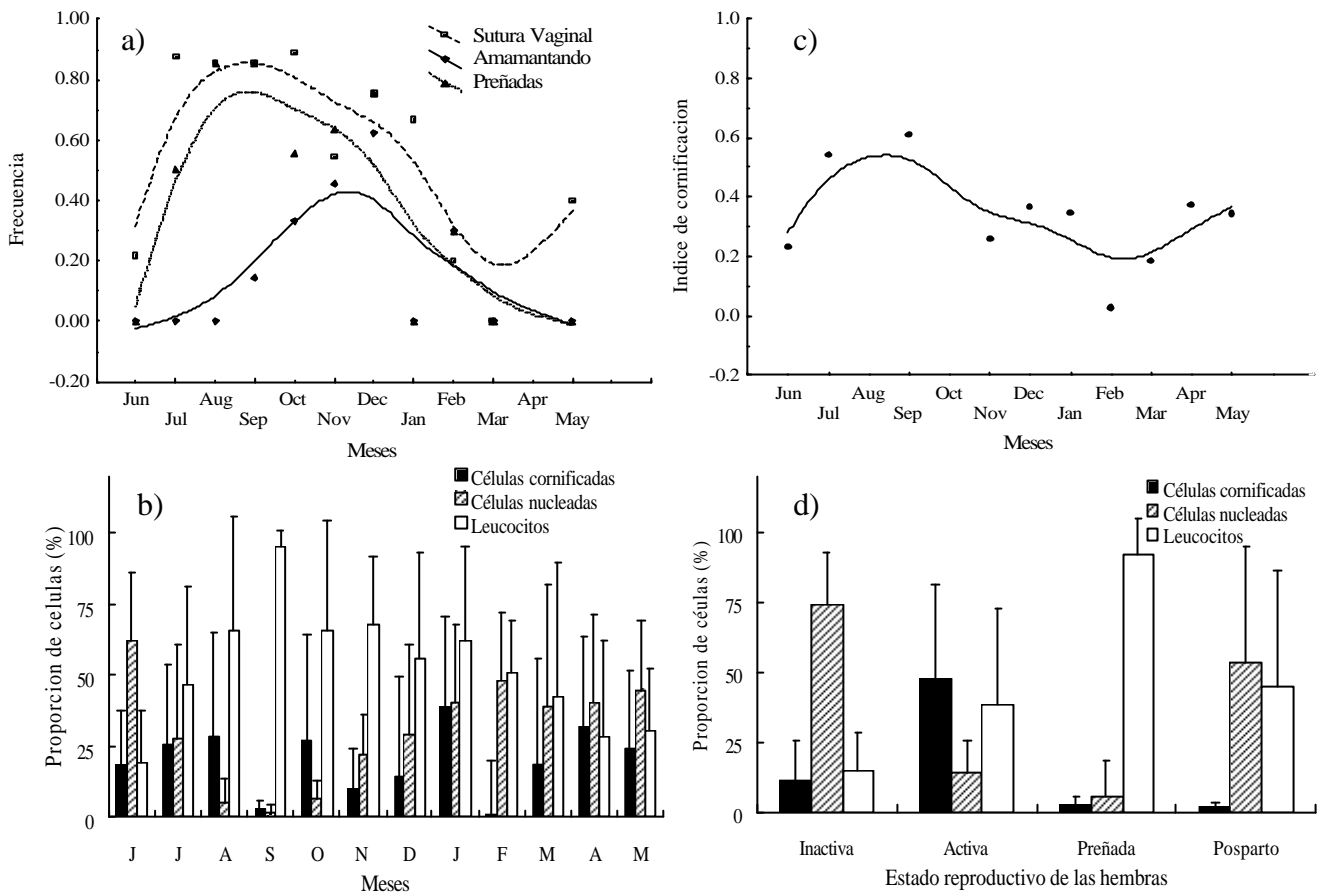 a)
Sutura Vaginal
Amamantando
Preñadas
Frecuencia
1.00
0.80
0.60
0.40
0.20
0.00
-0.20
Jun Jul Aug Sep Oct Nov Dec Jan Feb Mar Apr May
Meses
c)
Indice de cornificacion
1.0
0.8
0.6
0.4
0.2
0.0
-0.2
Jun Jul Aug Sep Oct Nov Dec Jan Feb Mar Apr May
Meses
b)
Células cornificadas
Células nucleadas
Leucocitos
Proporcion de celulas (%)
100
75
50
25
0
J J A S O N D J F M A M
Meses
d)
Células cornificadas
Células nucleadas
Leucocitos
Proporcion de céulas (%)
100
75
50
25
0
Inactiva Activa Preñada Posparto
Estado reproductivo de las hembras